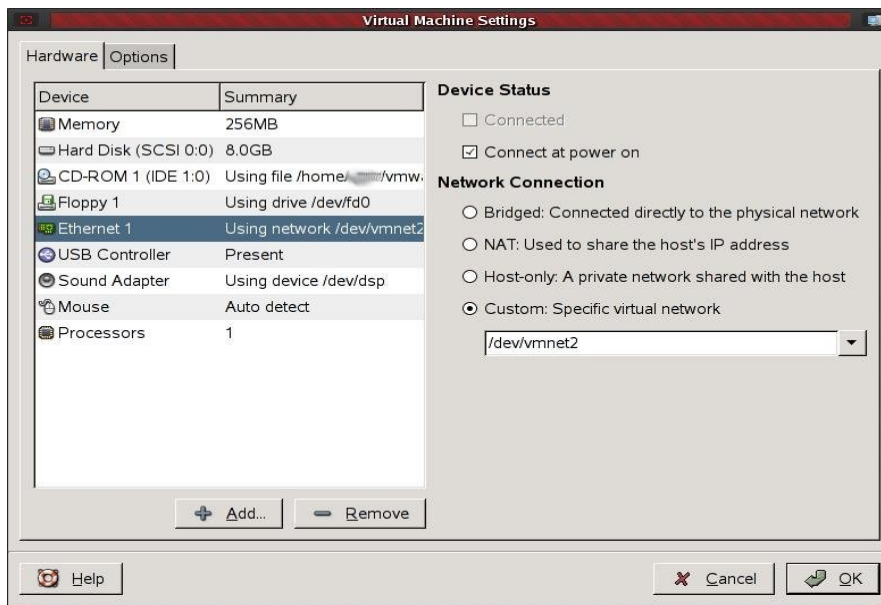 Virtual Machine Settings
Hardware Options
Device Summary
Memory 256MB
Hard Disk (SCSI 0:0) 8.0GB
CD-ROM 1 (IDE 1:0) Using file /home/ /vmwa
Floppy 1 Using drive /dev/fd0
Ethernet 1 Using network /dev/vmnet2
USB Controller Present
Sound Adapter Using device /dev/dsp
Mouse Auto detect
Processors 1
Add...
Remove
Device Status
Connected
Connect at power on
Network Connection
Bridged: Connected directly to the physical network
NAT: Used to share the host's IP address
Host-only: A private network shared with the host
Custom: Specific virtual network
/dev/vmnet2
Help
Cancel
OK